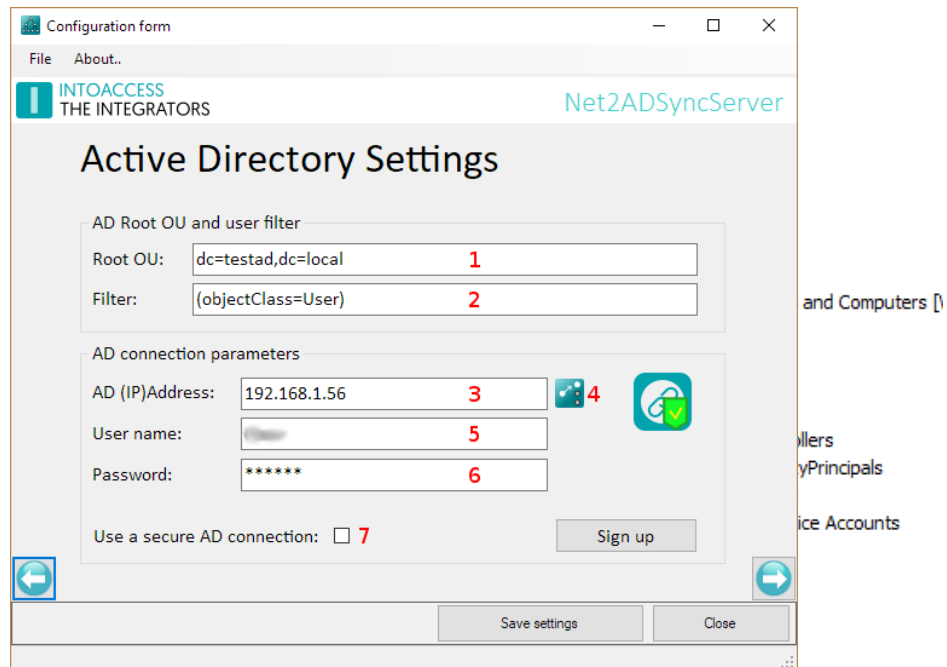 Configuration form
File About..
INTOACCESS
THE INTEGRATORS
Net2ADSyncServer
Active Directory Settings
AD Root OU and user filter
Root OU: dc=testad,dc=local 1
Filter: (objectClass=User) 2
and Computers [
AD connection parameters
AD (IP)Address: 192.168.1.56 3 4
User name: 5
ollers
Password: ****** 6
yPrincipals
Use a secure AD connection: 7 Sign up
ice Accounts
Save settings Close